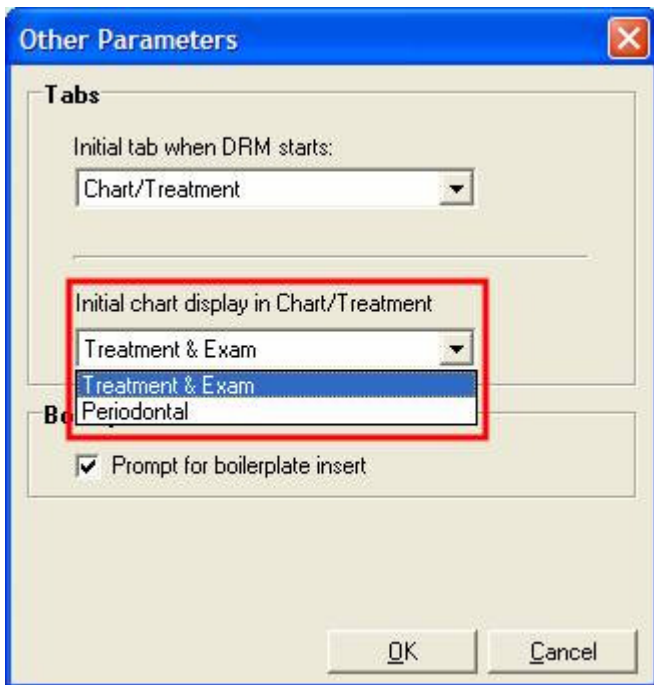 Other Parameters
Tabs
Initial tab when DRM starts:
Chart/Treatment
Initial chart display in Chart/Treatment
Treatment & Exam
Treatment & Exam
Periodontal
Prompt for boilerplate insert
OK
Cancel